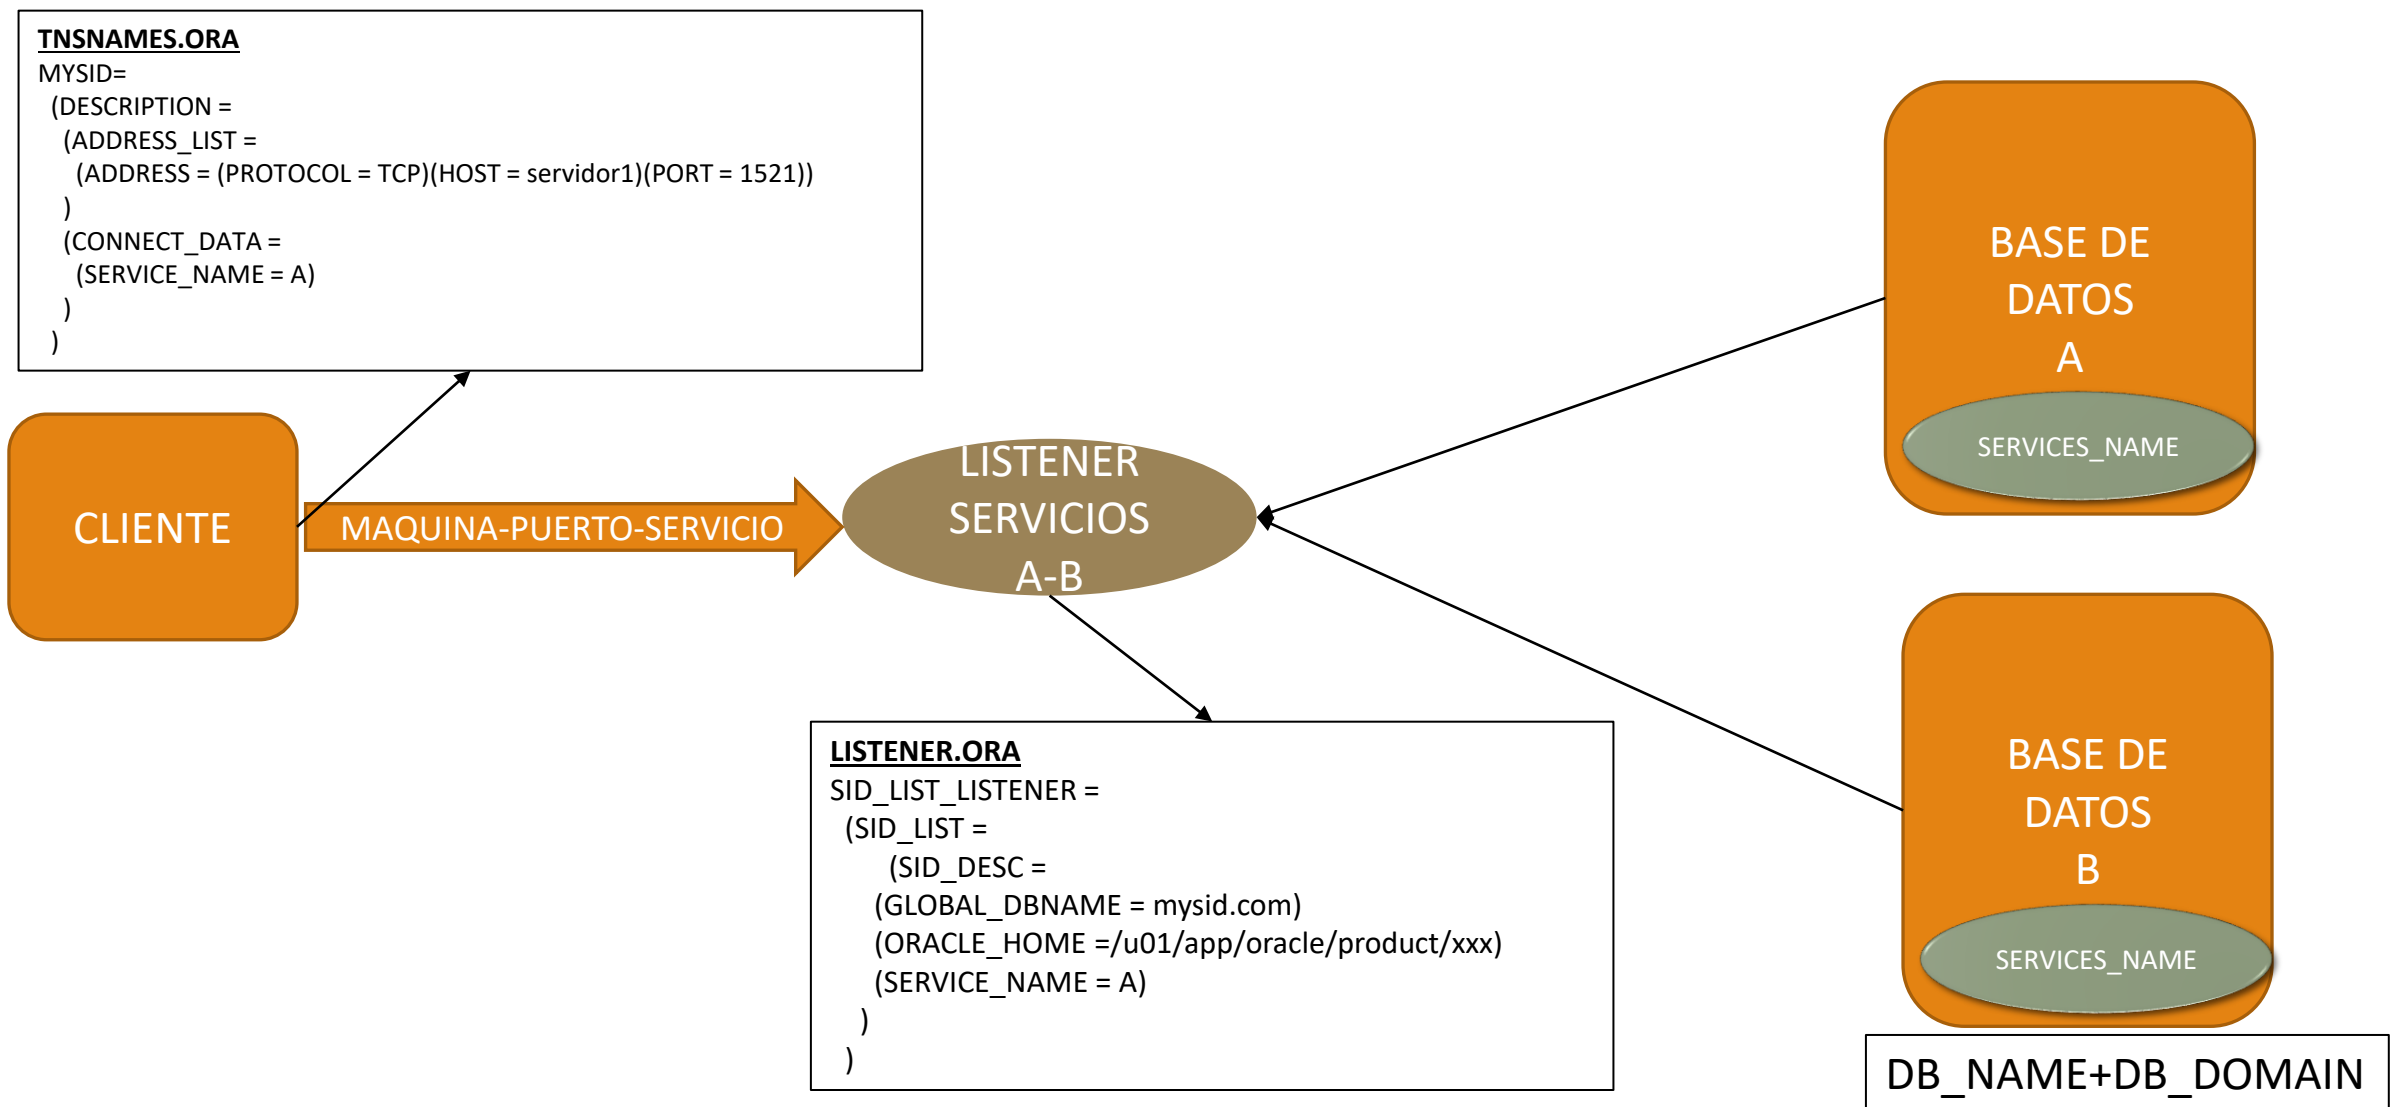 TNSNAMES.ORA
MYSID=
(DESCRIPTION =
(ADDRESS_LIST =
(ADDRESS = (PROTOCOL = TCP)(HOST = servidor1)(PORT = 1521))
)
(CONNECT_DATA =
(SERVICE_NAME = A)
)
)
CLIENTE
MAQUINA-PUERTO-SERVICIO
LISTENER
SERVICIOS
A-B
BASE DE
DATOS
A
SERVICES_NAME
LISTENER.ORA
SID_LIST_LISTENER =
(SID_LIST =
(SID_DESC =
(GLOBAL_DBNAME = mysid.com)
(ORACLE_HOME =/u01/app/oracle/product/xxx)
(SERVICE_NAME = A)
)
)
BASE DE
DATOS
B
SERVICES_NAME
DB_NAME+DB_DOMAIN